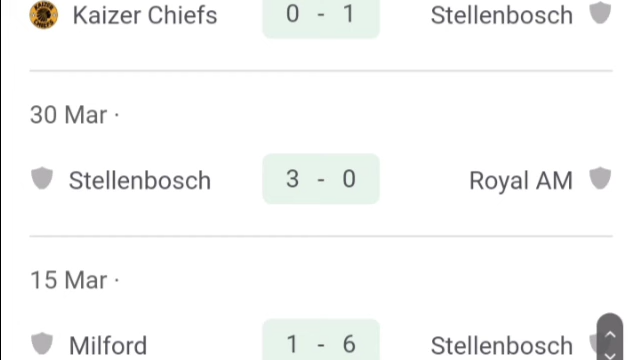 Kaizer Chiefs 0 - 1 Stellenbosch
30 Mar ·
Stellenbosch 3 - 0 Royal AM
15 Mar ·
Milford 1 - 6 Stellenbosch